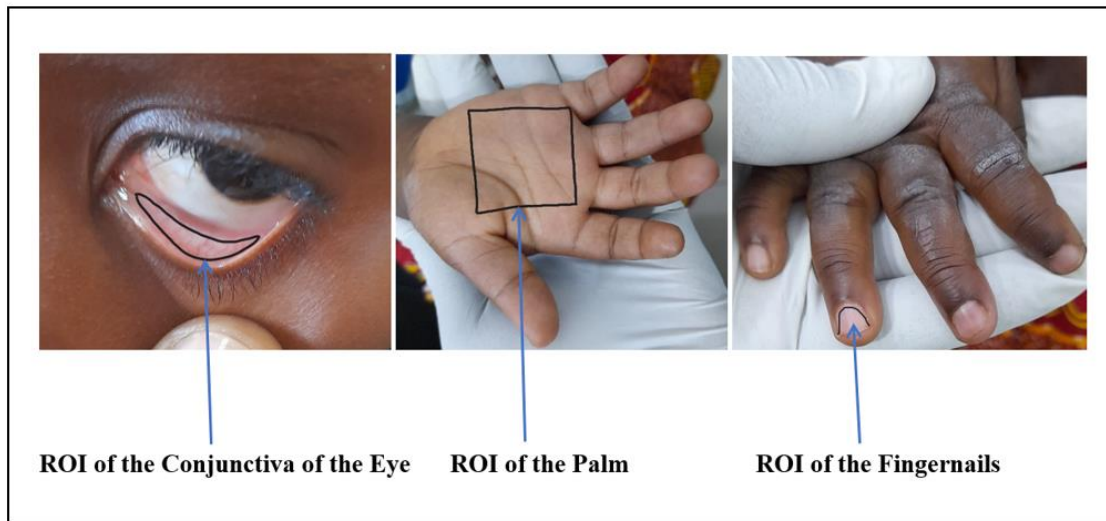 ROI of the Conjunctiva of the Eye
ROI of the Palm
ROI of the Fingernails